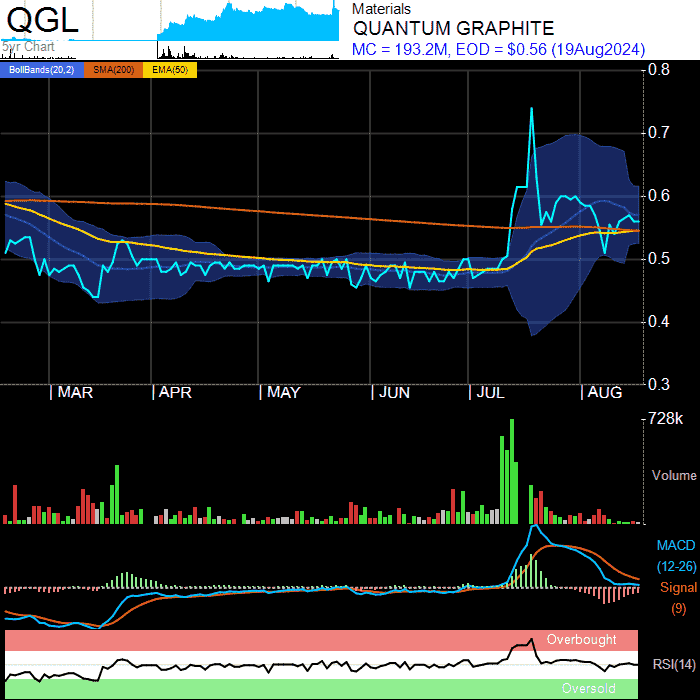 QGL
5yr Chart
Materials
QUANTUM GRAPHITE
MC = 193.2M, EOD = $0.56 (19Aug2024)
BollBands(20,2) SMA(200) EMA(50)
0.8
0.7
0.6
0.5
0.4
0.3
MAR APR MAY JUN JUL AUG
728k
Volume
MACD
(12-26)
Signal
(9)
Overbought
RSI(14)
Oversold